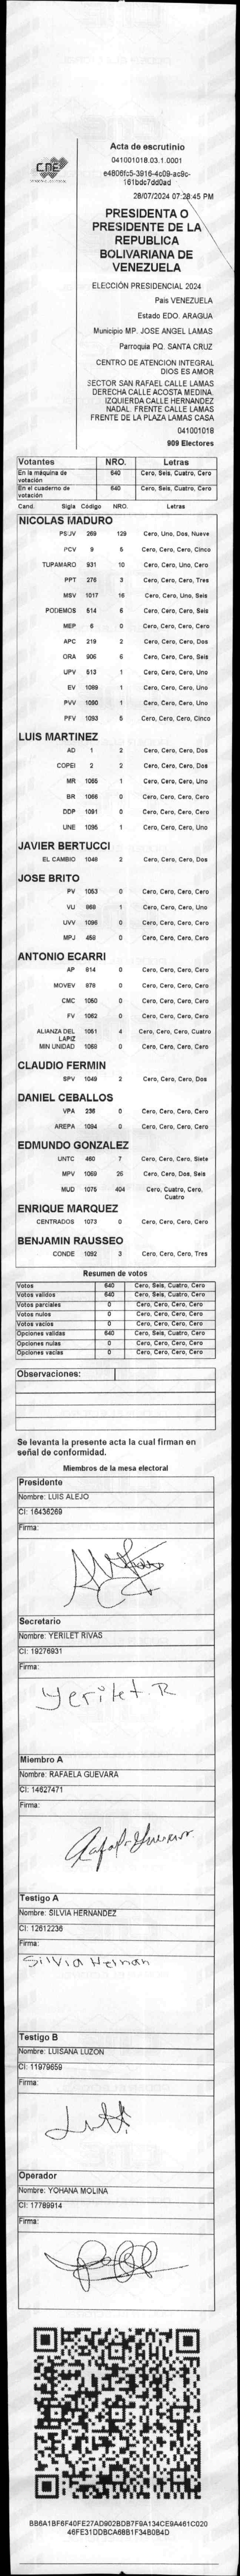 CNE
Acta de escrutinio
041001018.03.1.0001
e4806fc5-3916-4c09-ac9c-
161bdc7dd0ad
28/07/2024 07:28:45 PM
PRESIDENTA O
PRESIDENTE DE LA
REPUBLICA
BOLIVARIANA DE
VENEZUELA
ELECCIÓN PRESIDENCIAL 2024
Pais VENEZUELA
Estado EDO. ARAGUA
Municipio MP. JOSE ANGEL LAMAS
Parroquia PQ. SANTA CRUZ
CENTRO DE ATENCION INTEGRAL
DIOS ES AMOR
SECTOR SAN RAFAEL CALLE LAMAS
DERECHA CALLE ACOSTA MEDINA.
IZQUIERDA CALLE HERNANDEZ
NADAL. FRENTE CALLE LAMAS
FRENTE DE LA PLAZA LAMAS CASA
041001018
909 Electores
Votantes NRO. Letras
En la máquina de votación 640 Cero, Seis, Cuatro, Cero
En el cuaderno de votación 640 Cero, Seis, Cuatro, Cero
Cand. Sigla Código NRO. Letras
NICOLAS MADURO
PSUV 269 129 Cero, Uno, Dos, Nueve
PCV 9 5 Cero, Cero, Cero, Cinco
TUPAMARO 931 10 Cero, Cero, Uno, Cero
PPT 276 3 Cero, Cero, Cero, Tres
MSV 1017 16 Cero, Cero, Uno, Seis
PODEMOS 514 6 Cero, Cero, Cero, Seis
MEP 6 0 Cero, Cero, Cero, Cero
APC 219 2 Cero, Cero, Cero, Dos
ORA 906 6 Cero, Cero, Cero, Seis
UPV 513 1 Cero, Cero, Cero, Uno
EV 1089 1 Cero, Cero, Cero, Uno
PVV 1090 1 Cero, Cero, Cero, Uno
PFV 1093 5 Cero, Cero, Cero, Cinco
LUIS MARTINEZ
AD 1 2 Cero, Cero, Cero, Dos
COPEI 2 2 Cero, Cero, Cero, Dos
MR 1065 1 Cero, Cero, Cero, Uno
BR 1066 0 Cero, Cero, Cero, Cero
DDP 1091 0 Cero, Cero, Cero, Cero
UNE 1095 1 Cero, Cero, Cero, Uno
JAVIER BERTUCCI
EL CAMBIO 1048 2 Cero, Cero, Cero, Dos
JOSE BRITO
PV 1053 0 Cero, Cero, Cero, Cero
VU 868 1 Cero, Cero, Cero, Uno
UVV 1096 0 Cero, Cero, Cero, Cero
MPJ 459 0 Cero, Cero, Cero, Cero
ANTONIO ECARRI
AP 914 0 Cero, Cero, Cero, Cero
MOVEV 979 0 Cero, Cero, Cero, Cero
CMC 1060 0 Cero, Cero, Cero, Cero
FV 1062 0 Cero, Cero, Cero, Cero
ALIANZA DEL LAPIZ 1051 4 Cero, Cero, Cero, Cuatro
MIN UNIDAD 1059 0 Cero, Cero, Cero, Cero
CLAUDIO FERMIN
SPV 1049 2 Cero, Cero, Cero, Dos
DANIEL CEBALLOS
VPA 236 0 Cero, Cero, Cero, Cero
AREPA 1094 0 Cero, Cero, Cero, Cero
EDMUNDO GONZALEZ
UNTC 460 7 Cero, Cero, Cero, Siete
MPV 1069 26 Cero, Cero, Dos, Seis
MUD 1075 404 Cero, Cuatro, Cero,
Cuatro
ENRIQUE MARQUEZ
CENTRADOS 1073 0 Cero, Cero, Cero, Cero
BENJAMIN RAUSSEO
CONDE 1092 3 Cero, Cero, Cero, Tres
Resumen de votos
Votos 640 Cero, Seis, Cuatro, Cero
Votos validos 640 Cero, Seis, Cuatro, Cero
Votos parciales 0 Cero, Cero, Cero, Cero
Votos nulos 0 Cero, Cero, Cero, Cero
Votos vacios 0 Cero, Cero, Cero, Cero
Opciones validas 640 Cero, Seis, Cuatro, Cero
Opciones nulas 0 Cero, Cero, Cero, Cero
Opciones vacias 0 Cero, Cero, Cero, Cero
Observaciones:
Se levanta la presente acta la cual firman en
señal de conformidad.
Miembros de la mesa electoral
Presidente
Nombre: LUIS ALEJO
CI: 16436269
Firma:
Secretario
Nombre: YERILET RIVAS
CI: 19276931
Firma:
Yerilet. R
Miembro A
Nombre: RAFAELA GUEVARA
CI: 14627471
Firma:
Testigo A
Nombre: SILVIA HERNANDEZ
CI: 12612236
Firma:
Silvia Hernan
Testigo B
Nombre: LUISANA LUZON
CI: 11979659
Firma:
Operador
Nombre: YOHANA MOLINA
CI: 17789914
Firma:
BB6A1BF6F40FE27AD902BDB7F9A134CE9A461C020
46FE31DDBCA68B1F3480B4D